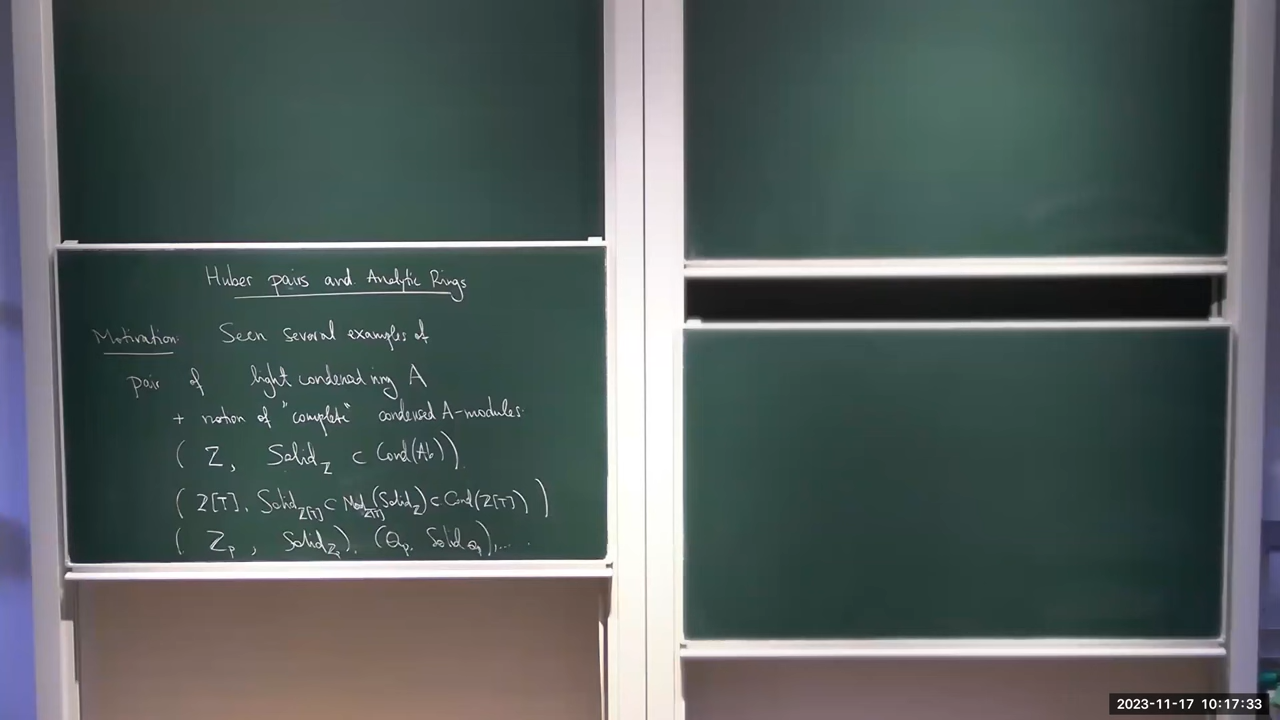 Huber pairs and Analytic Rings
Motivation: Seen several examples of
pair of light condensed ring A
+ notion of "complete" condensed A-modules.
( ℤ, Solid_ℤ ⊂ Cond(Ab) )
( ℤ[T], Solid_ℤ[T] ⊂ Mod_ℤ[T](Solid_ℤ) ⊂ Cond(ℤ[T]) )
( ℤ_p, Solid_ℤ_p ), (ℚ_p, Solid_ℚ_p), ...
2023-11-17 10:17:33